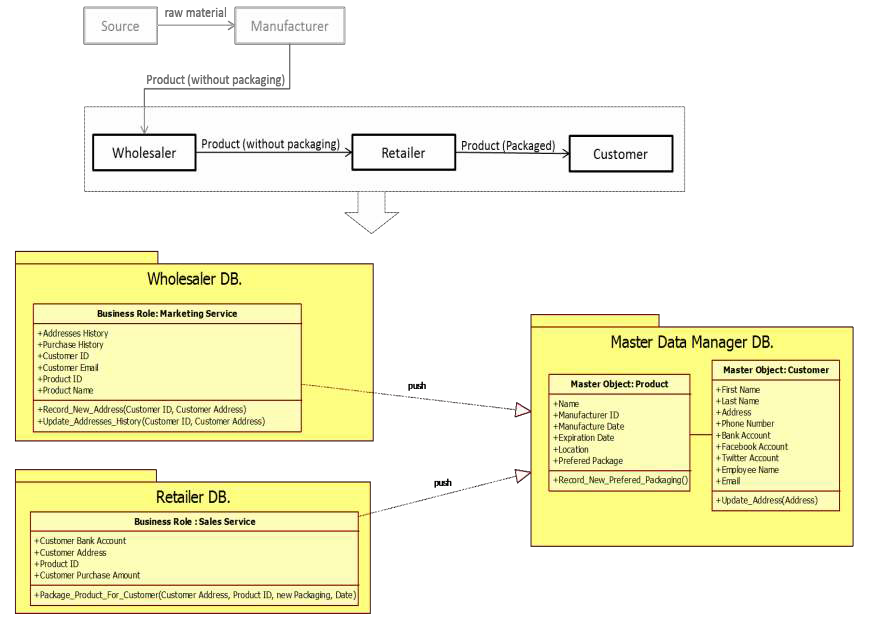 raw material
Source
Manufacturer
Product (without packaging)
Wholesaler
Product (without packaging)
Retailer
Product (Packaged)
Customer
Wholesaler DB.
Business Role: Marketing Service
+Addresses History
+Purchase History
+Customer ID
+Customer Email
+Product ID
+Product Name
+Record_New_Address(Customer ID, Customer Address)
+Update_Addresses_History(Customer ID, Customer Address)
push
Retailer DB.
Business Role : Sales Service
+Customer Bank Account
+Customer Address
+Product ID
+Customer Purchase Amount
+Package_Product_For_Customer(Customer Address, Product ID, new Packaging, Date)
push
Master Data Manager DB.
Master Object: Product
+Name
+Manufacturer ID
+Manufacture Date
+Expiration Date
+Location
+Prefered Package
+Record_New_Prefered_Packaging()
Master Object: Customer
+First Name
+Last Name
+Address
+Phone Number
+Bank Account
+Facebook Account
+Twitter Account
+Employee Name
+Email
+Update_Address(Address)